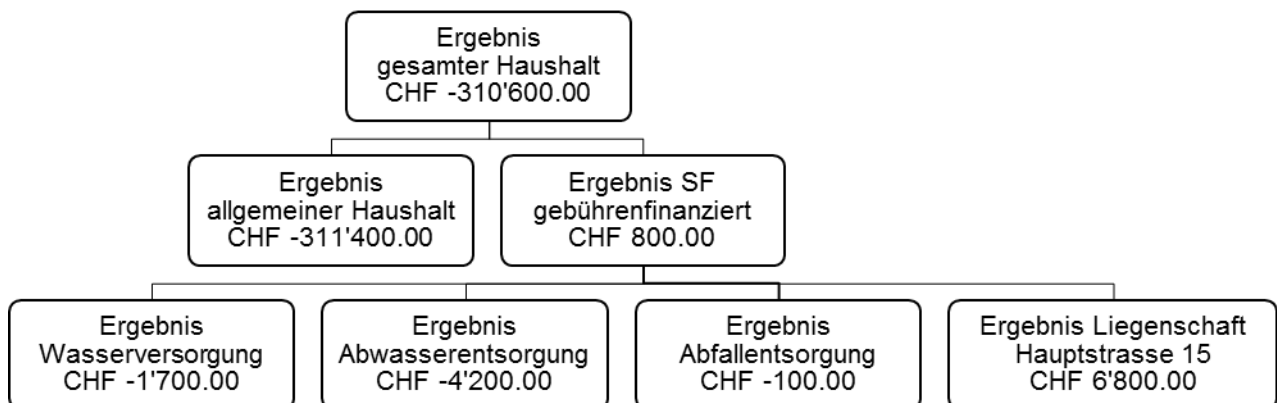 Ergebnis
gesamter Haushalt
CHF -310'600.00
Ergebnis
allgemeiner Haushalt
CHF -311'400.00
Ergebnis SF
gebührenfinanziert
CHF 800.00
Ergebnis
Wasserversorgung
CHF -1'700.00
Ergebnis
Abwasserentsorgung
CHF -4'200.00
Ergebnis
Abfallentsorgung
CHF -100.00
Ergebnis Liegenschaft
Hauptstrasse 15
CHF 6'800.00